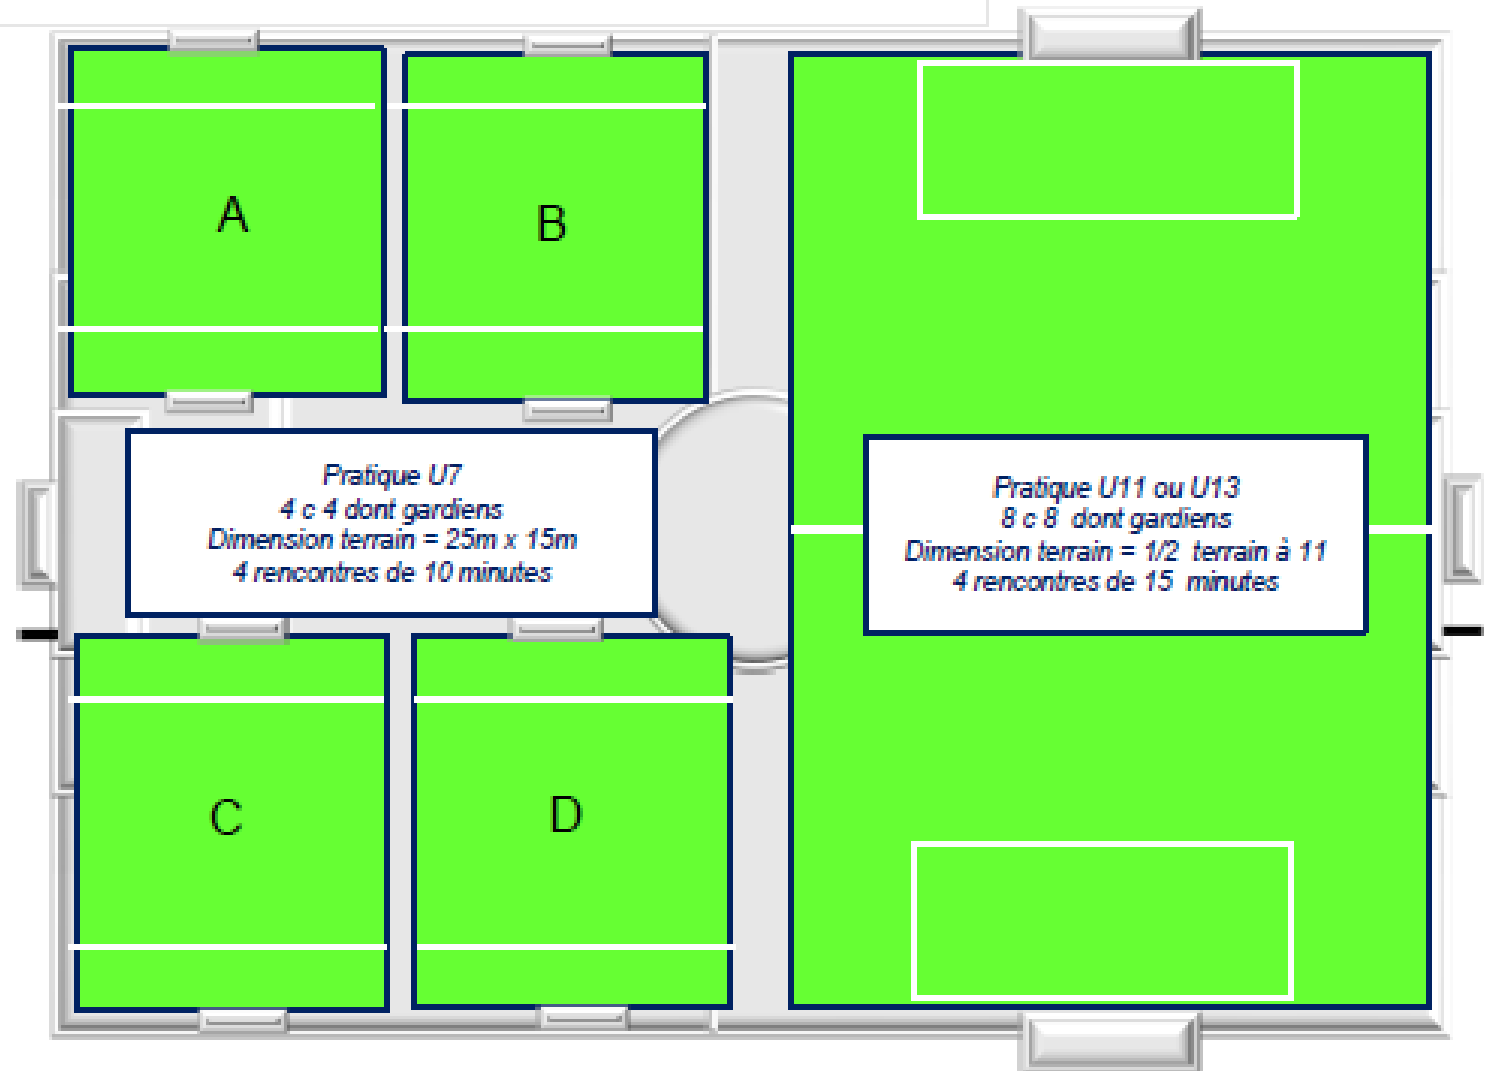 A
B
Pratique U7
4 c 4 dont gardiens
Dimension terrain = 25m x 15m
4 rencontres de 10 minutes
Pratique U11 ou U13
8 c 8 dont gardiens
Dimension terrain = 1/2 terrain à 11
4 rencontres de 15 minutes
C
D